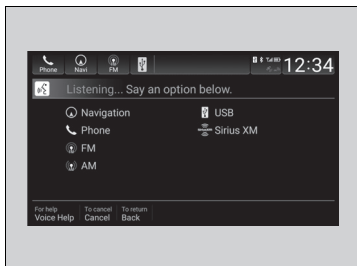 Phone Navi FM 12:34
Listening... Say an option below.
Navigation USB
Phone Sirius XM
FM
AM
For help To cancel To return
Voice Help Cancel Back